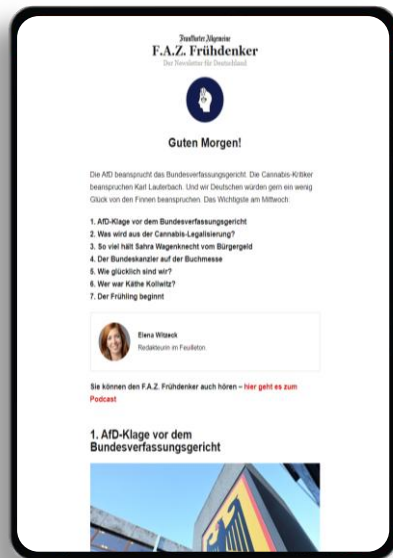 Frankfurter Allgemeine
F.A.Z. Frühdenker
Der Newsletter für Deutschland
Guten Morgen!
Die AfD beansprucht das Bundesverfassungsgericht. Die Cannabis-Kritiker
beanspruchen Karl Lauterbach. Und wir Deutschen würden gern ein wenig
Glück von den Finnen beanspruchen. Das Wichtigste am Mittwoch.
1. AfD-Klage vor dem Bundesverfassungsgericht
2. Was wird aus der Cannabis-Legalisierung?
3. So viel hält Sahra Wagenknecht vom Bürgergeld
4. Der Bundeskanzler auf der Buchmesse
5. Wie glücklich sind wir?
6. Wer war Käthe Kollwitz?
7. Der Frühling beginnt
Elena Witzeck
Redakteurin im Feuilleton.
Sie können den F.A.Z. Frühdenker auch hören – hier geht es zum
Podcast
1. AfD-Klage vor dem
Bundesverfassungsgericht